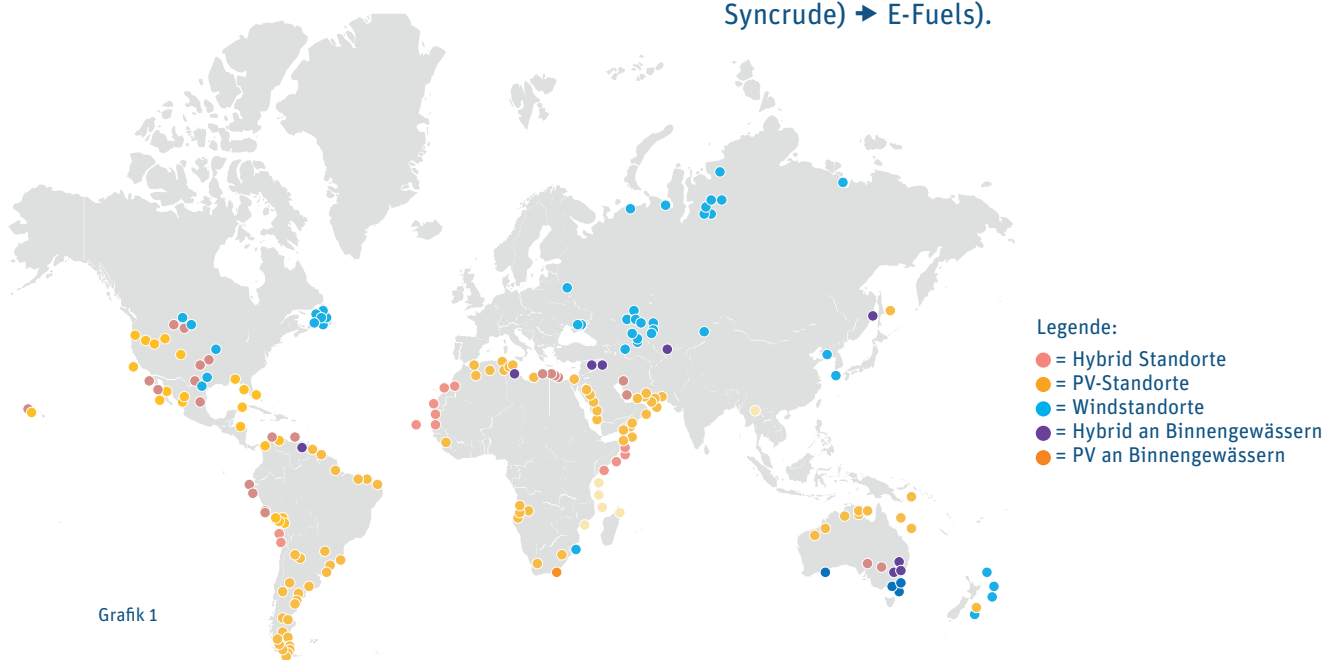 Syncrude) → E-Fuels).
Legende:
= Hybrid Standorte
= PV-Standorte
= Windstandorte
= Hybrid an Binnengewässern
= PV an Binnengewässern
Grafik 1